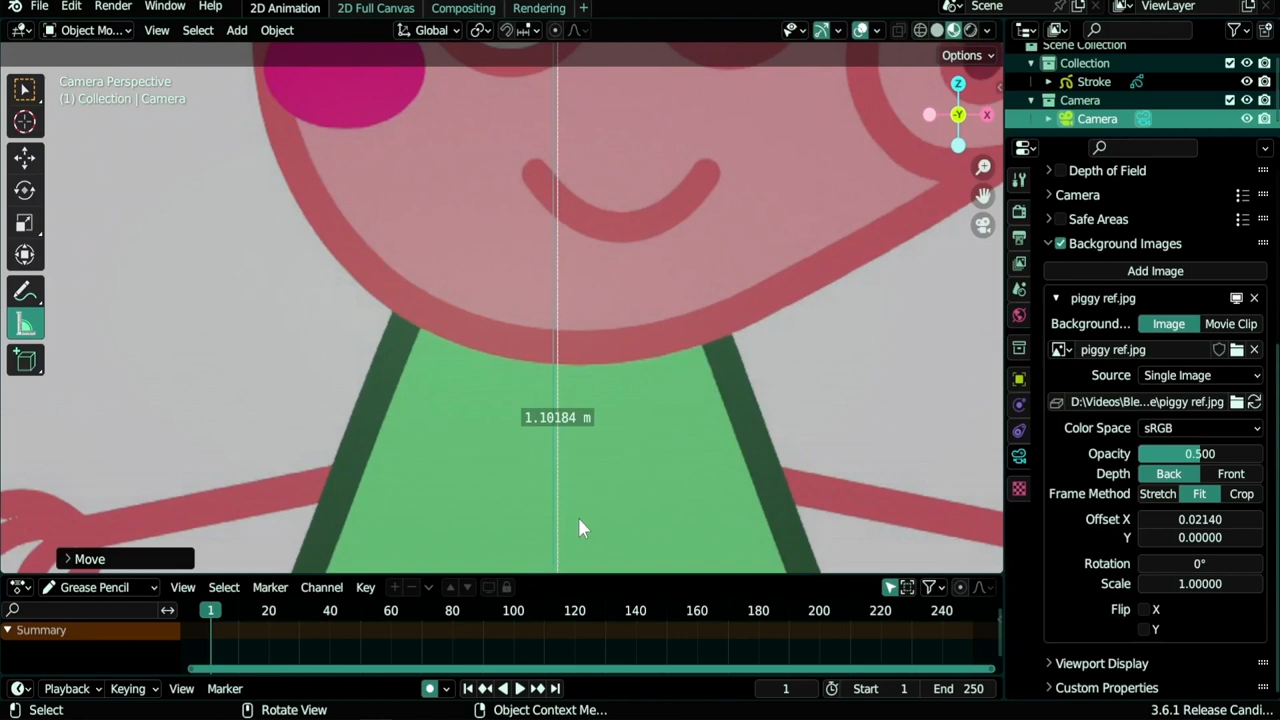 File Edit Render Window Help 2D Animation 2D Full Canvas Compositing Rendering + Scene ViewLayer
Object Mo... View Select Add Object Global
Options
Camera Perspective
(1) Collection | Camera
Z
-Y
X
1.10184 m
Move
Scene Collection
Collection
Stroke
Camera
Camera
Depth of Field
Camera
Safe Areas
Background Images
Add Image
piggy ref.jpg
Background... Image Movie Clip
piggy ref.jpg
Source Single Image
D:\Videos\Ble...e\piggy ref.jpg
Color Space sRGB
Opacity 0.500
Depth Back Front
Frame Method Stretch Fit Crop
Offset X 0.02140
Y 0.00000
Rotation 0°
Scale 1.00000
Flip X
Y
Viewport Display
Custom Properties
Grease Pencil View Select Marker Channel Key
1 20 40 60 80 100 120 140 160 180 200 220 240
Summary
Playback Keying View Marker 1 Start 1 End 250
Select Rotate View Object Context Me... 3.6.1 Release Candi...